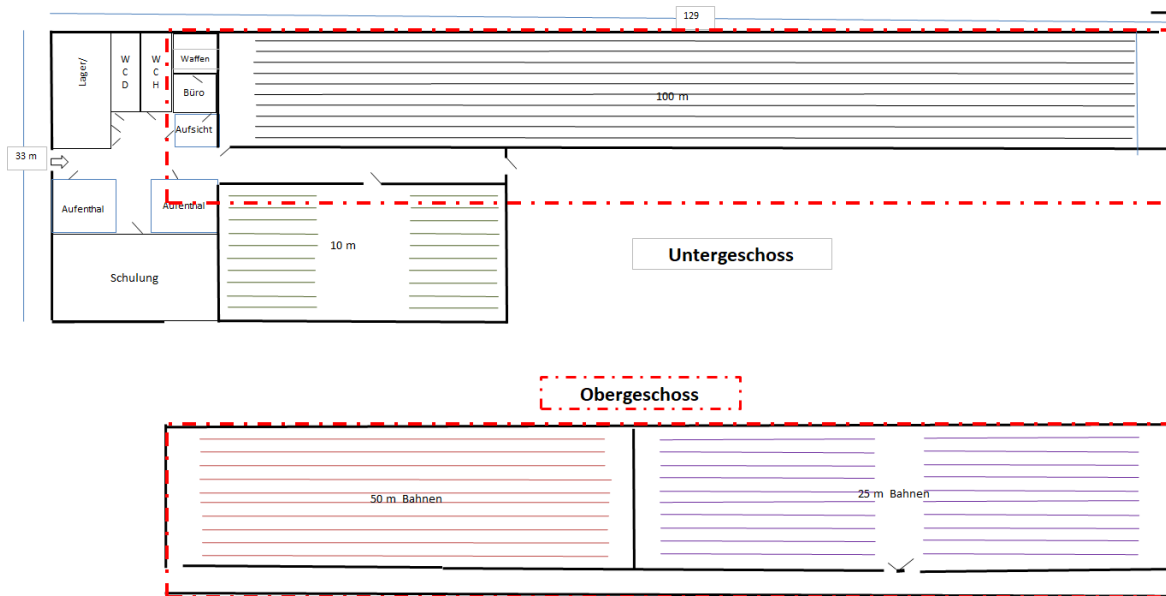 129
Lager/
W
C
D
W
C
H
Waffen
Büro
Aufsicht
100 m
33 m
Aufenthal
Aufenthal
10 m
Schulung
Untergeschoss
Obergeschoss
50 m Bahnen
25 m Bahnen